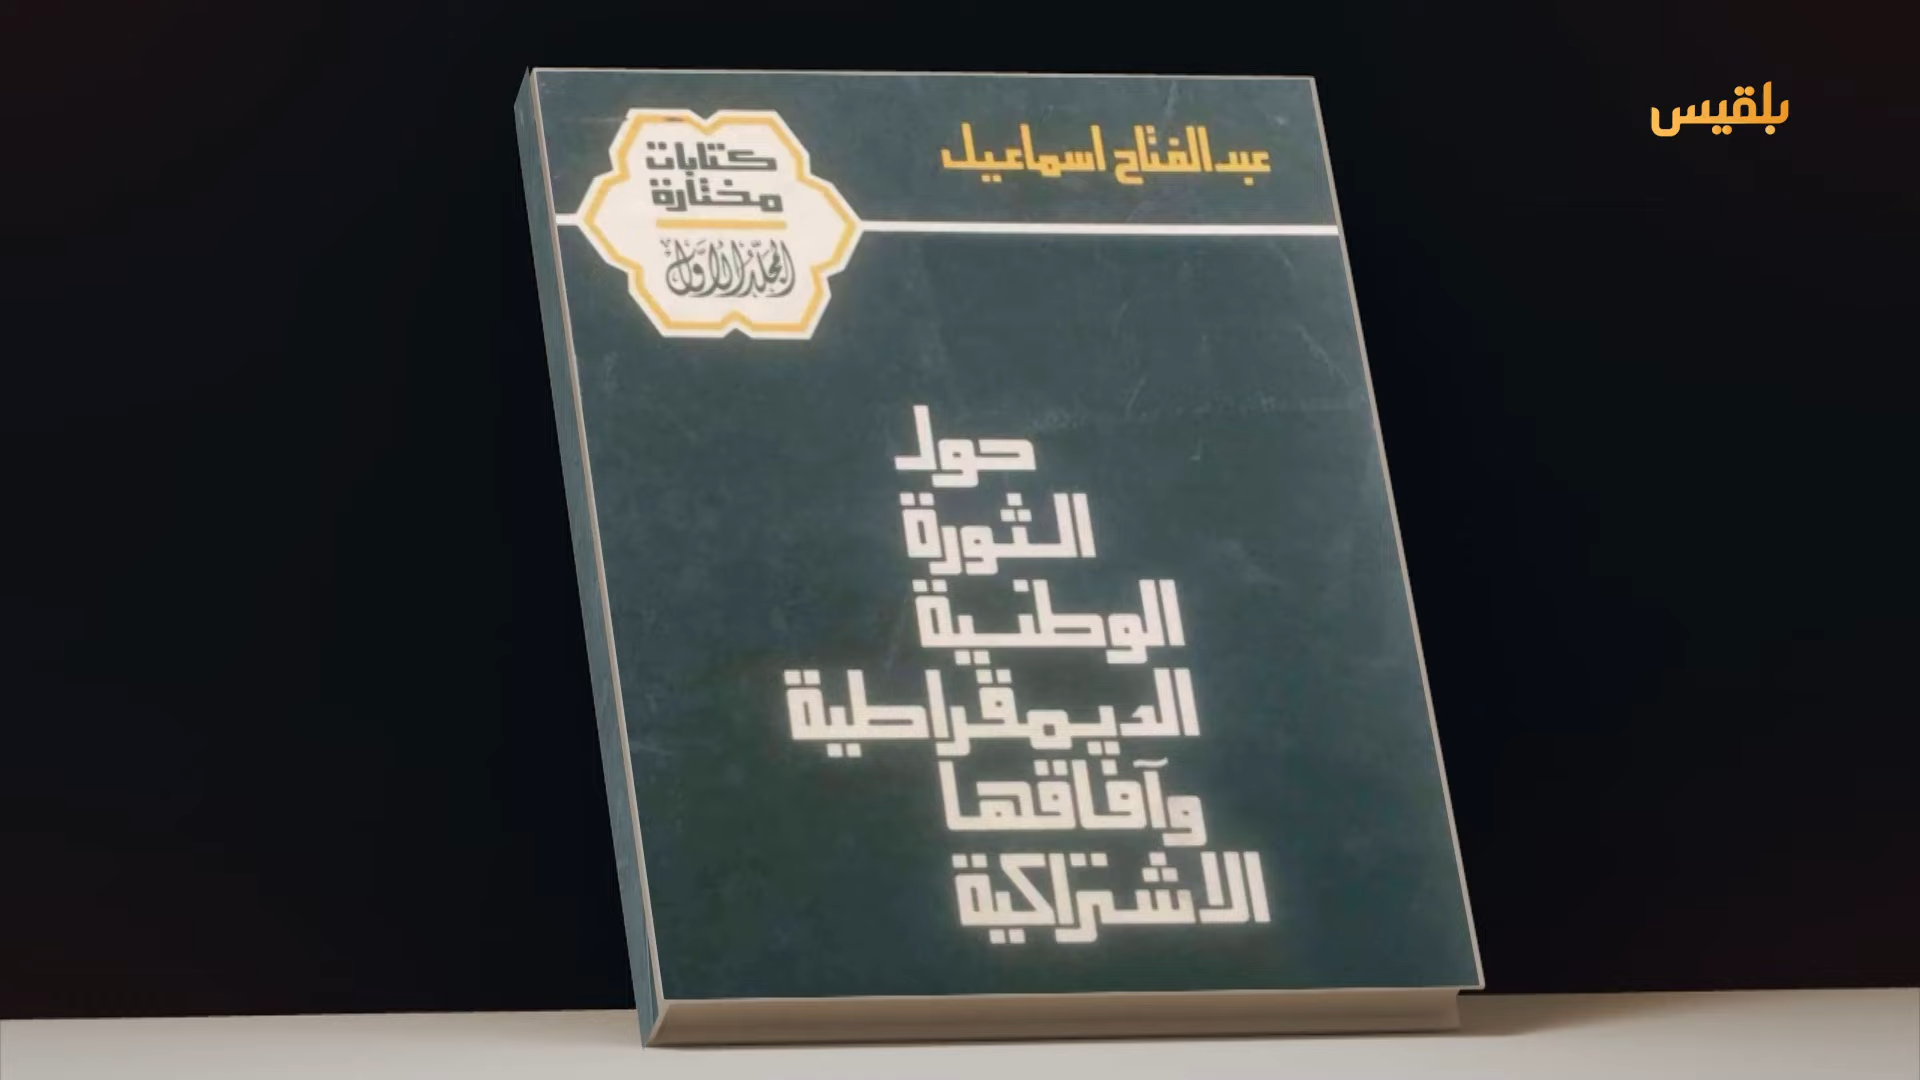 بلقيس
عبد الفتاح اسماعيل
كتابات
مختارة
المجلد الأول
حول
الثورة
الوطنية
الديمقراطية
وآفاقها
الاشتراكية